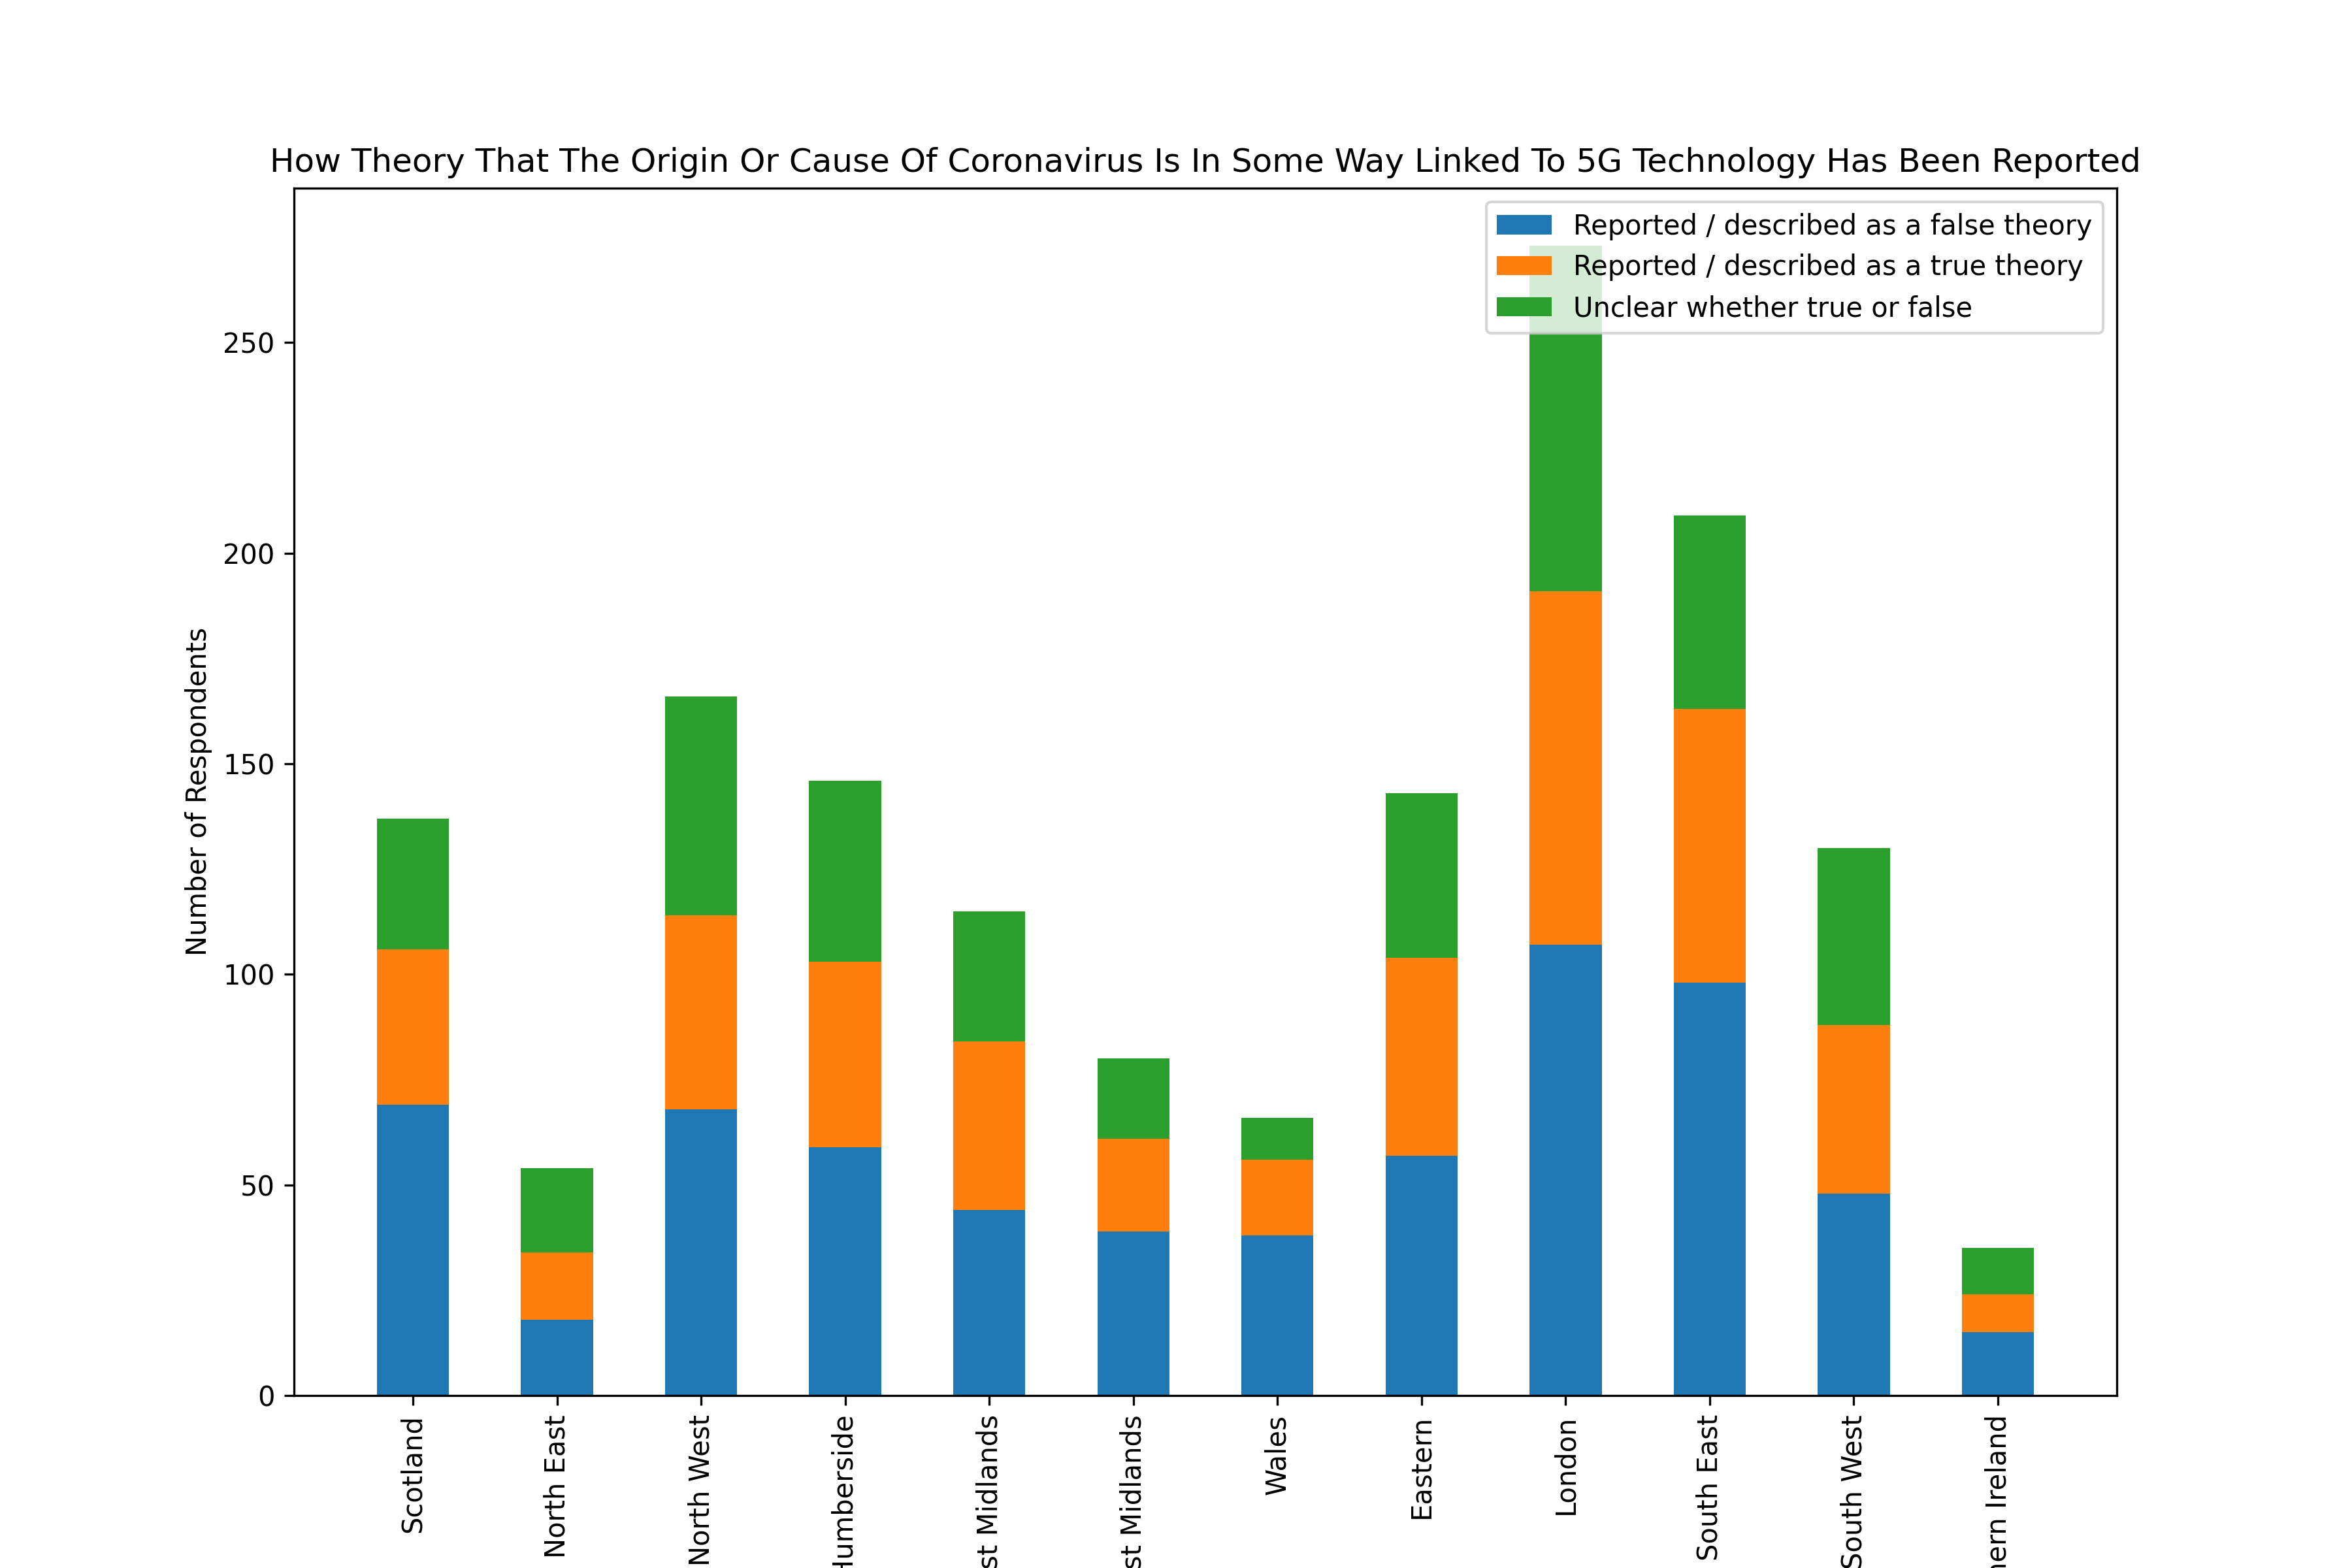 How Theory That The Origin Or Cause Of Coronavirus Is In Some Way Linked To 5G Technology Has Been Reported
Reported / described as a false theory
Reported / described as a true theory
Unclear whether true or false
Number of Respondents
250
200
150
100
50
0
Scotland
North East
North West
Humberside
st Midlands
st Midlands
Wales
Eastern
London
South East
South West
hern Ireland